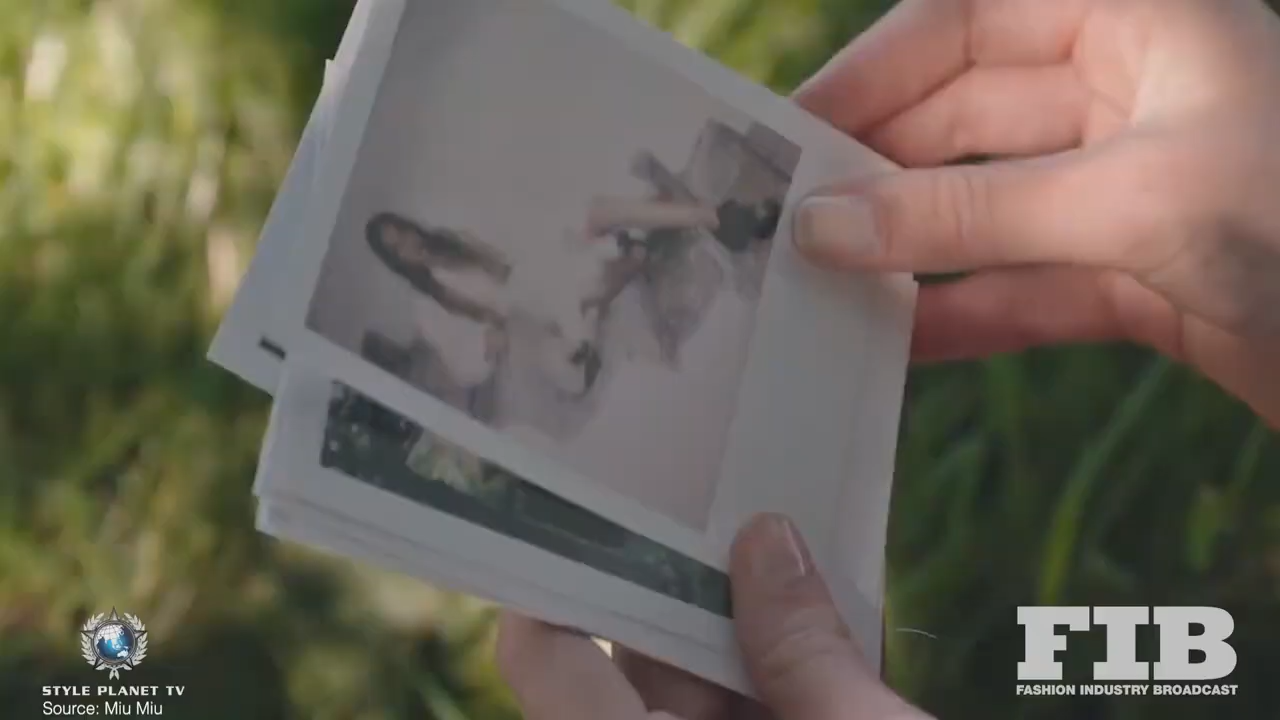 STYLE PLANET TV
Source: Miu Miu
FIB
FASHION INDUSTRY BROADCAST